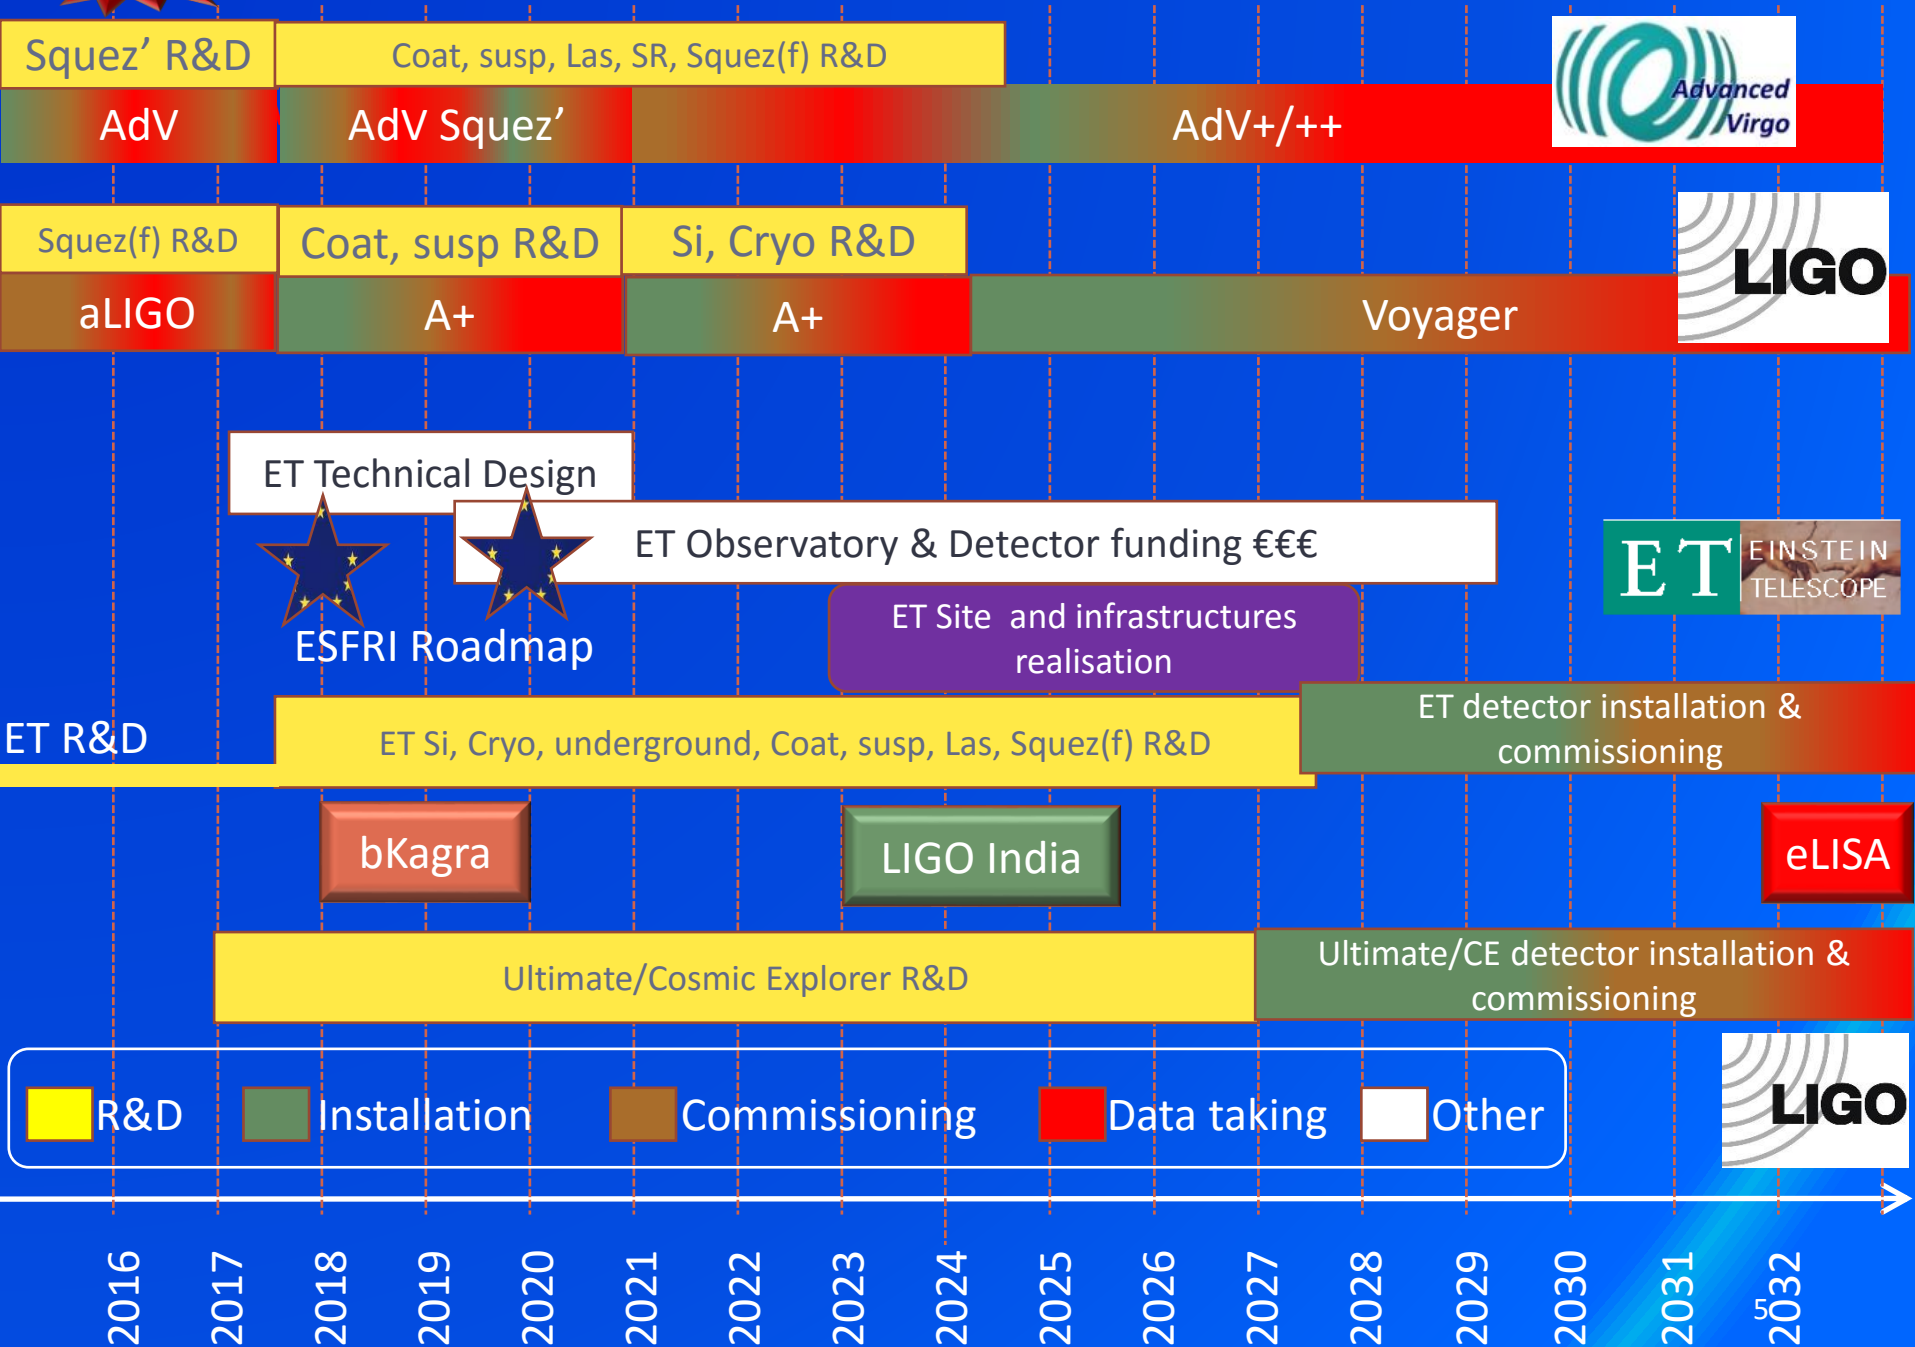 Squez’ R&D
Coat, susp, Las, SR, Squez(f) R&D
AdV
AdV Squez’
AdV+/++
Advanced
Virgo
Squez(f) R&D
Coat, susp R&D
Si, Cryo R&D
aLIGO
A+
A+
Voyager
LIGO
ET Technical Design
ET Observatory & Detector funding €€€
ET
EINSTEIN
TELESCOPE
ET Site and infrastructures
realisation
ESFRI Roadmap
ET R&D
ET Si, Cryo, underground, Coat, susp, Las, Squez(f) R&D
ET detector installation &
commissioning
bKagra
LIGO India
eLISA
Ultimate/Cosmic Explorer R&D
Ultimate/CE detector installation &
commissioning
R&D
Installation
Commissioning
Data taking
Other
LIGO
2016
2017
2018
2019
2020
2021
2022
2023
2024
2025
2026
2027
2028
2029
2030
2031
2032
5